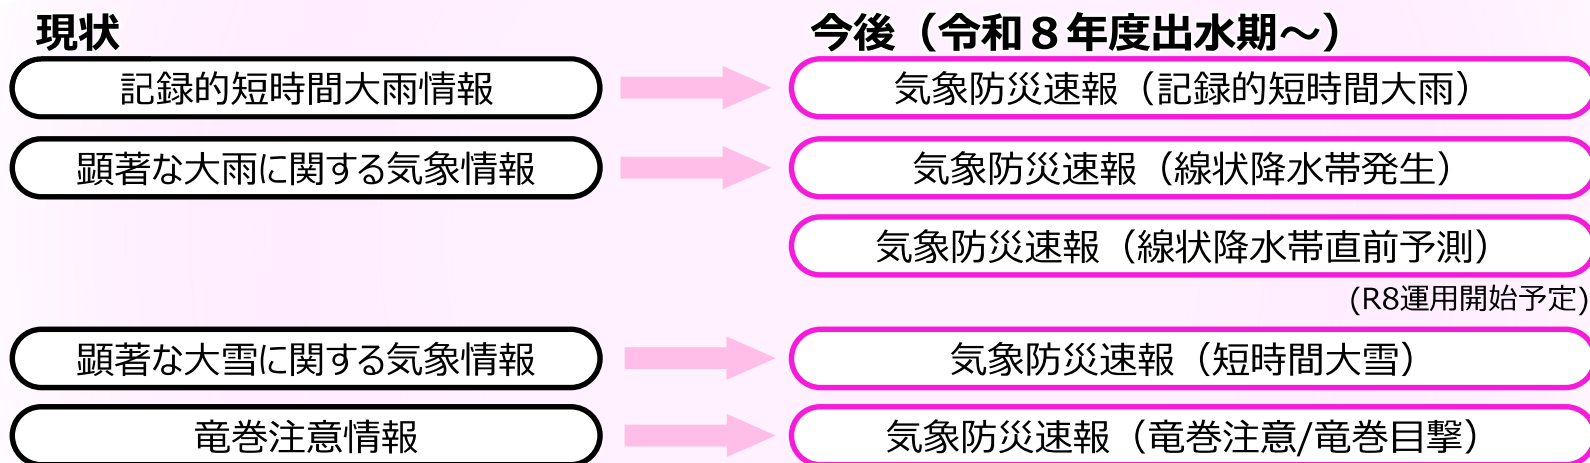 現状
今後（令和８年度出水期～）
記録的短時間大雨情報
気象防災速報（記録的短時間大雨）
顕著な大雨に関する気象情報
気象防災速報（線状降水帯発生）
気象防災速報（線状降水帯直前予測）
(R8運用開始予定)
顕著な大雪に関する気象情報
気象防災速報（短時間大雪）
竜巻注意情報
気象防災速報（竜巻注意/竜巻目撃）